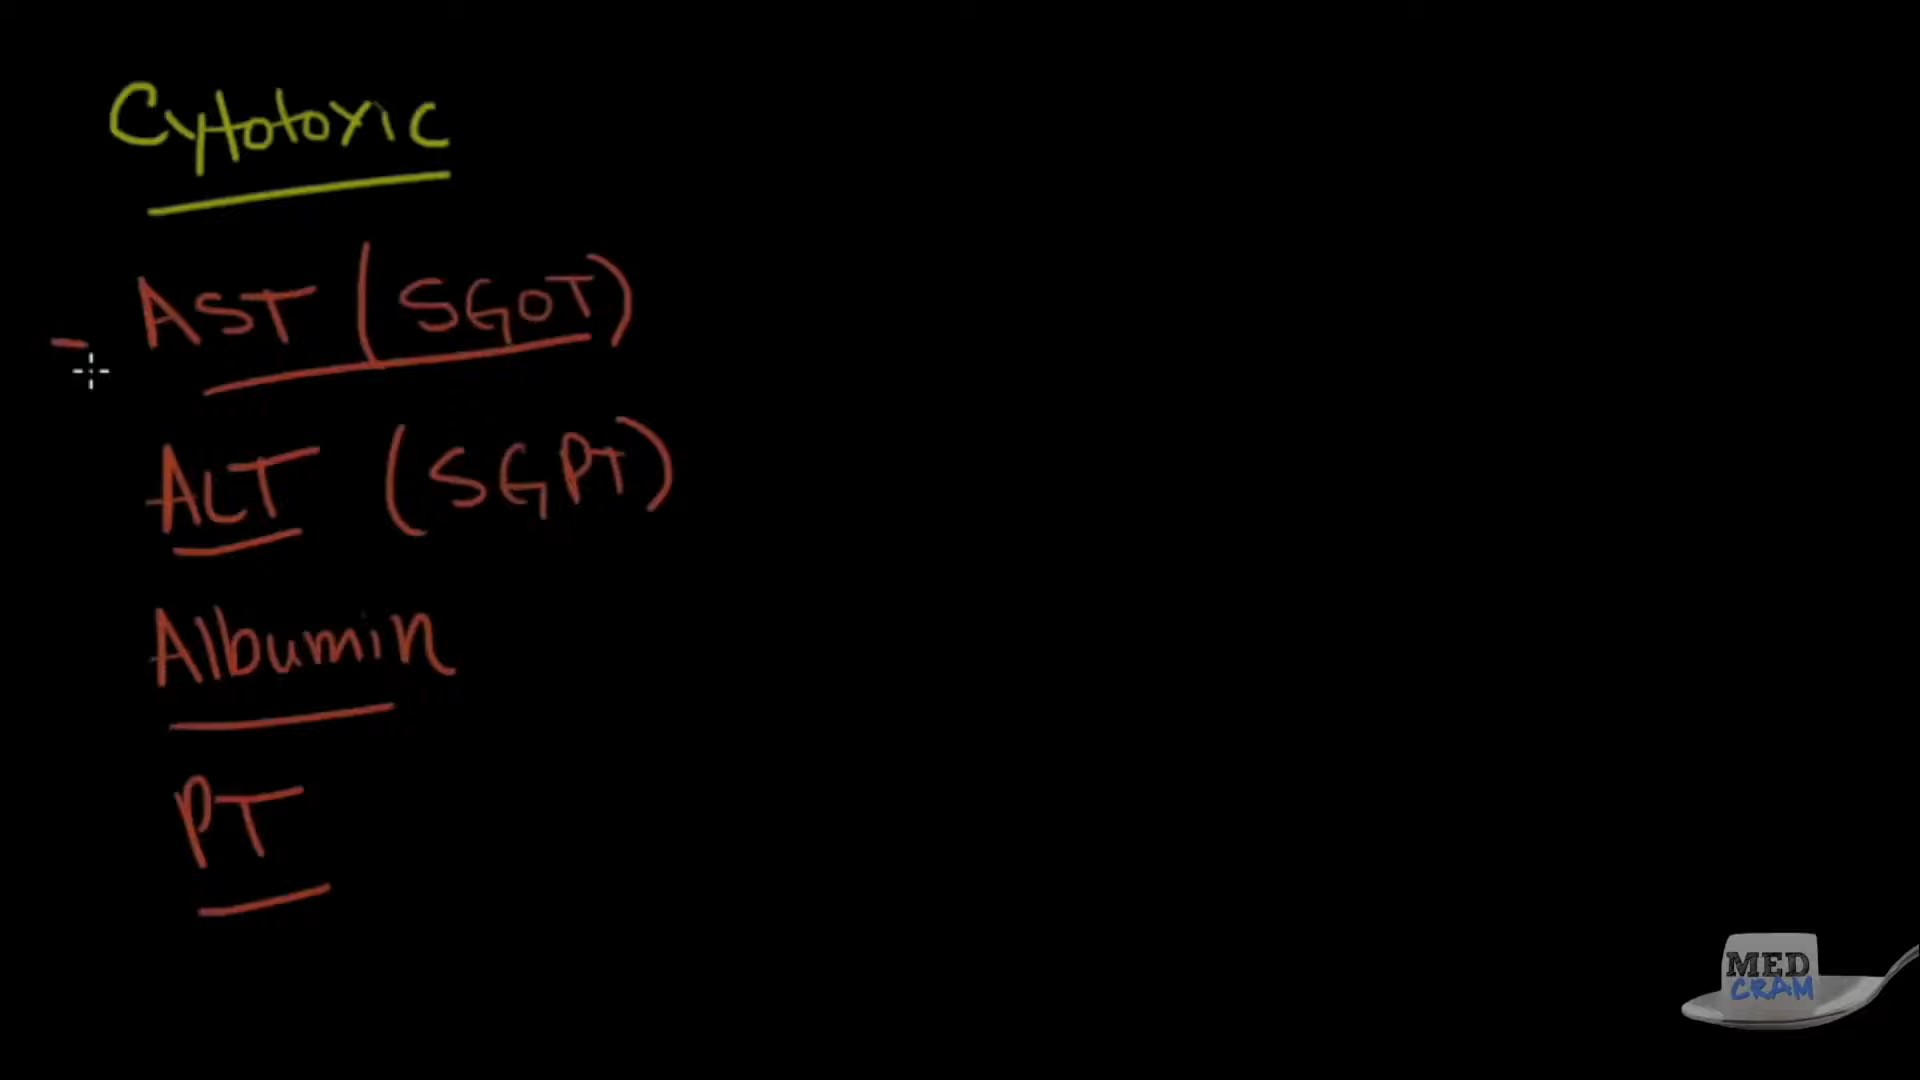 Cytotoxic
AST (SGOT)
ALT (SGPT)
Albumin
PT
MED
CRAM